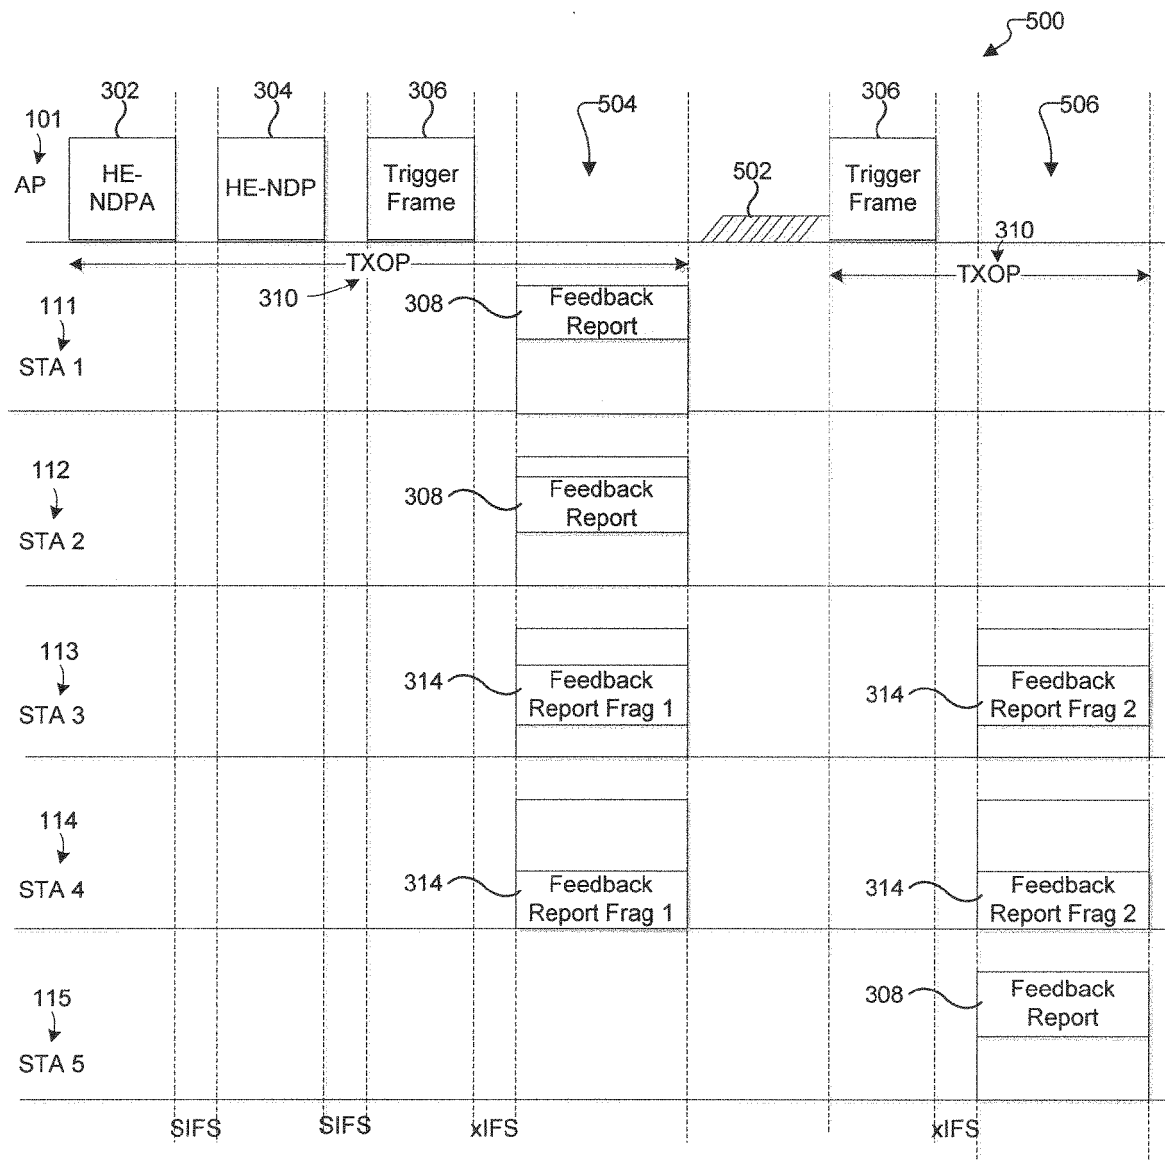 500
302
304
306
504
306
506
101
AP
HE-
NDPA
HE-NDP
Trigger
Frame
502
Trigger
Frame
TXOP
310
310
TXOP
111
STA 1
308
Feedback
Report
112
STA 2
308
Feedback
Report
113
STA 3
314
Feedback
Report Frag 1
314
Feedback
Report Frag 2
114
STA 4
314
Feedback
Report Frag 1
314
Feedback
Report Frag 2
115
STA 5
308
Feedback
Report
SIFS
SIFS
xIFS
xIFS